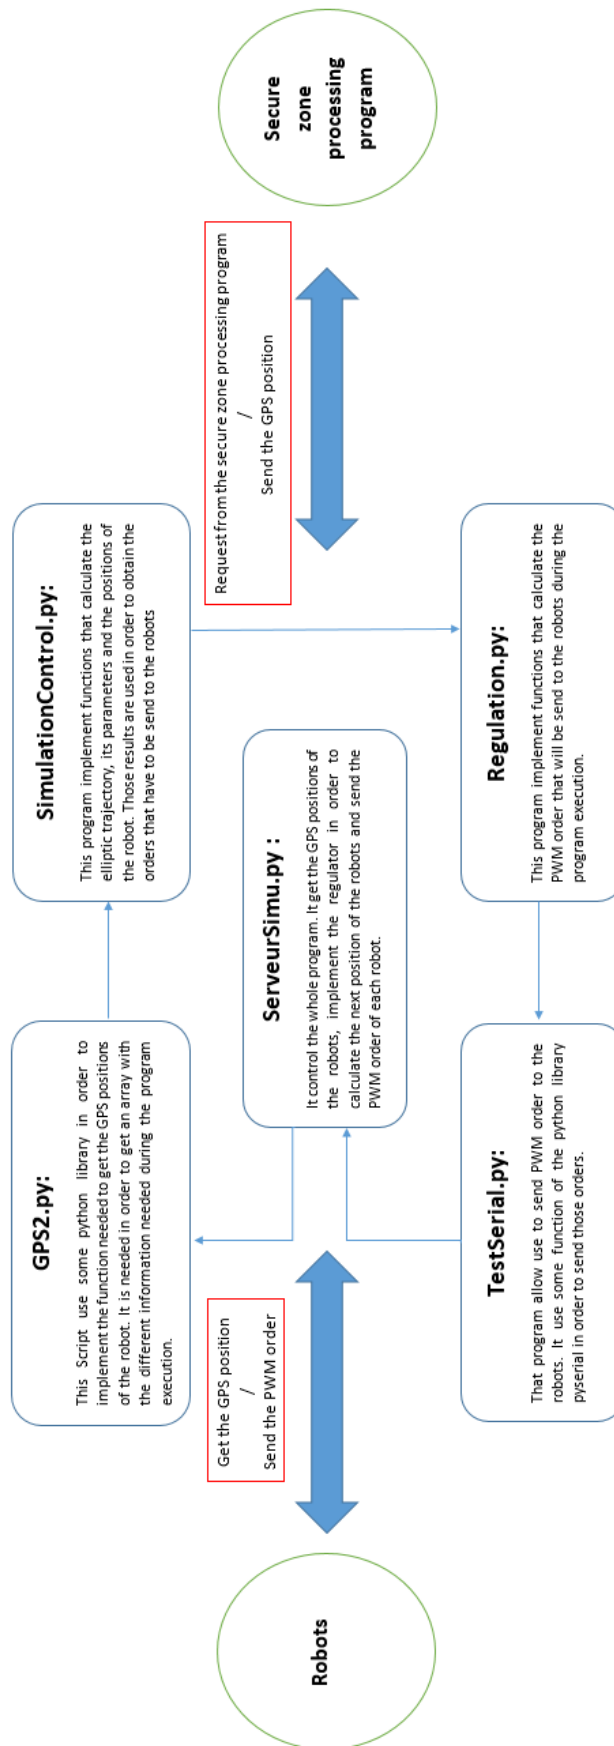 GPS2.py:
This Script use some python library in order to
implement the function needed to get the GPS positions
of the robot. It is needed in order to get an array with
the different information needed during the program
execution.
SimulationControl.py:
This program implement functions that calculate the
elliptic trajectory, its parameters and the positions of
the robot. Those results are used in order to obtain the
orders that have to be send to the robots
Robots
Get the GPS position
/
Send the PWM order
ServeurSimu.py :
It control the whole program. It get the GPS positions of
the robots, implement the regulator in order to
calculate the next position of the robots and send the
PWM order of each robot.
Request from the secure zone processing program
/
Send the GPS position
Secure
zone
processing
program
TestSerial.py:
That program allow use to send PWM order to the
robots. It use some function of the python library
pyserial in order to send those orders.
Regulation.py:
This program implement functions that calculate the
PWM order that will be send to the robots during the
program execution.